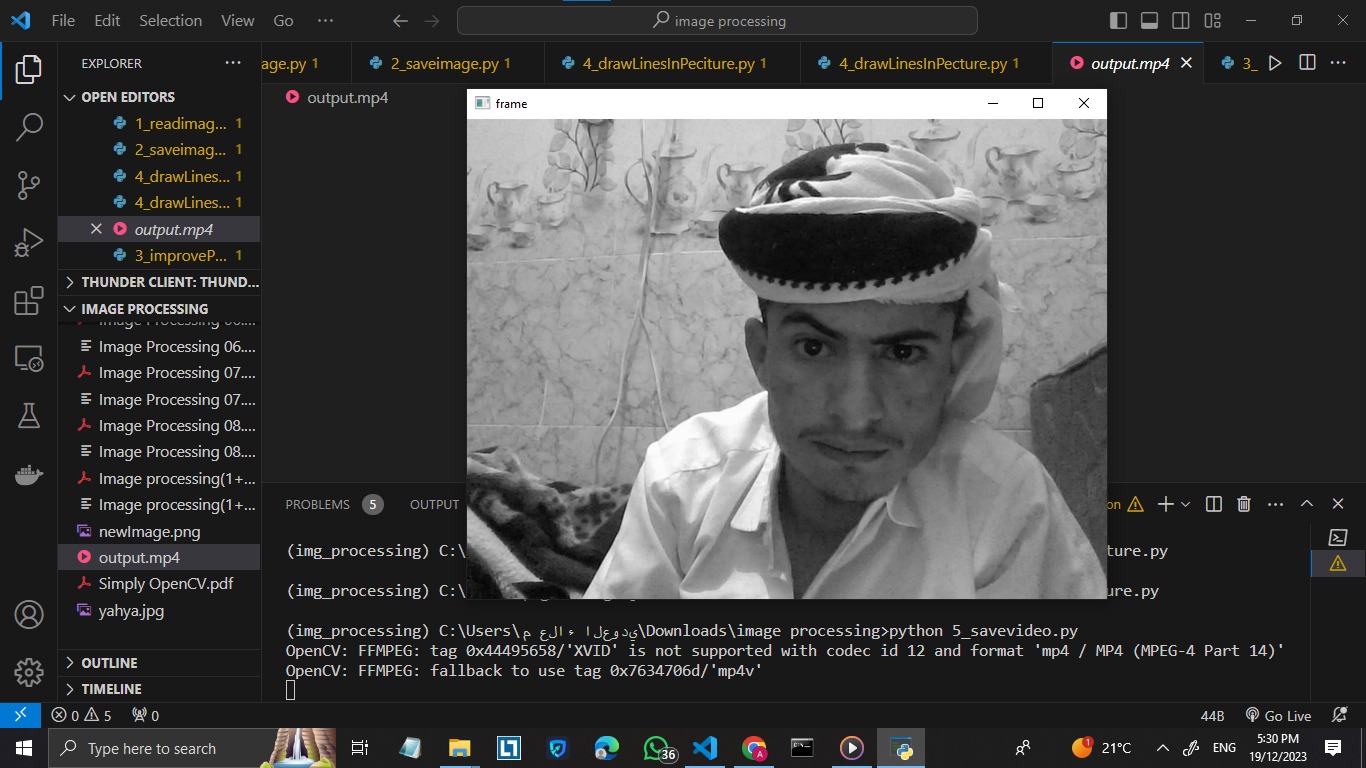 File Edit Selection View Go ··· image processing
EXPLORER ···
OPEN EDITORS
1_readimag... 1
2_saveimag... 1
4_drawLines... 1
4_drawLines... 1
output.mp4
3_improveP... 1
THUNDER CLIENT: THUND...
IMAGE PROCESSING
Image Processing 06....
Image Processing 07....
Image Processing 07....
Image Processing 08....
Image Processing 08....
Image processing(1+...
Image processing(1+...
newImage.png
output.mp4
Simply OpenCV.pdf
yahya.jpg
OUTLINE
TIMELINE
age.py 1 2_saveimage.py 1 4_drawLinesInPeciture.py 1 4_drawLinesInPecture.py 1 output.mp4 3_
output.mp4
frame
PROBLEMS 5 OUTPUT on
(img_processing) C:\ ture.py
(img_processing) C:\ ure.py
(img_processing) C:\Users\م علاء العودي\Downloads\image processing>python 5_savevideo.py
OpenCV: FFMPEG: tag 0x44495658/'XVID' is not supported with codec id 12 and format 'mp4 / MP4 (MPEG-4 Part 14)'
OpenCV: FFMPEG: fallback to use tag 0x7634706d/'mp4v'
0 5 0 44B Go Live
Type here to search 36 A 1 21°C ENG 5:30 PM
19/12/2023